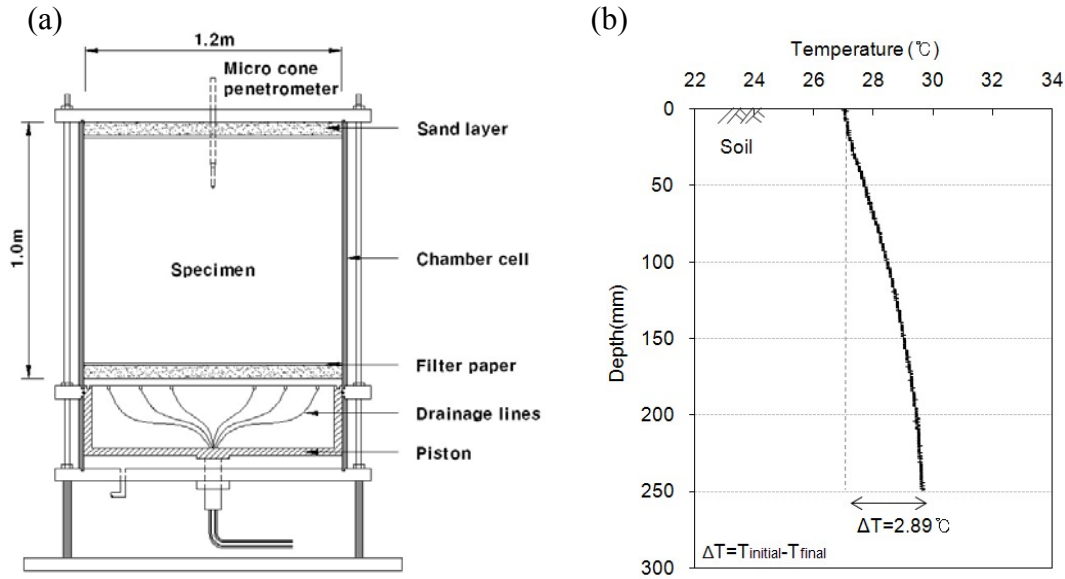 (a)
1.2m
Micro cone
penetrometer
Sand layer
1.0m
Specimen
Chamber cell
Filter paper
Drainage lines
Piston
(b)
Temperature (℃)
22 24 26 28 30 32 34
0
Soil
50
100
150
200
250
300
Depth(mm)
ΔT=2.89℃
ΔT=Tinitial-Tfinal